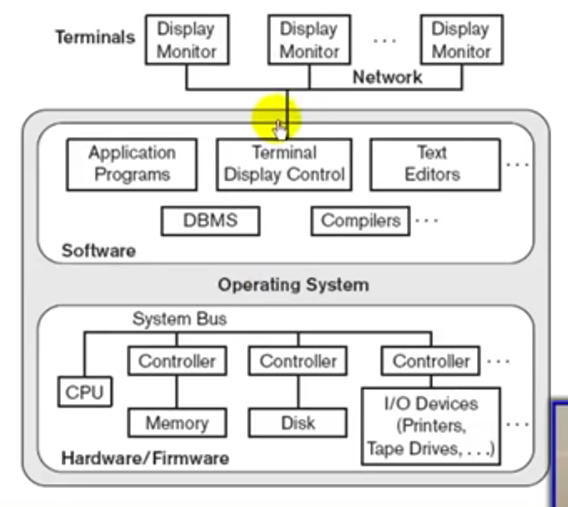 Terminals
Display
Monitor
Display
Monitor
...
Display
Monitor
Network
Application
Programs
Terminal
Display Control
Text
Editors
...
DBMS
Compilers
...
Software
Operating System
System Bus
Controller
Controller
Controller
...
CPU
Memory
Disk
I/O Devices
(Printers,
Tape Drives, . . .)
...
Hardware/Firmware